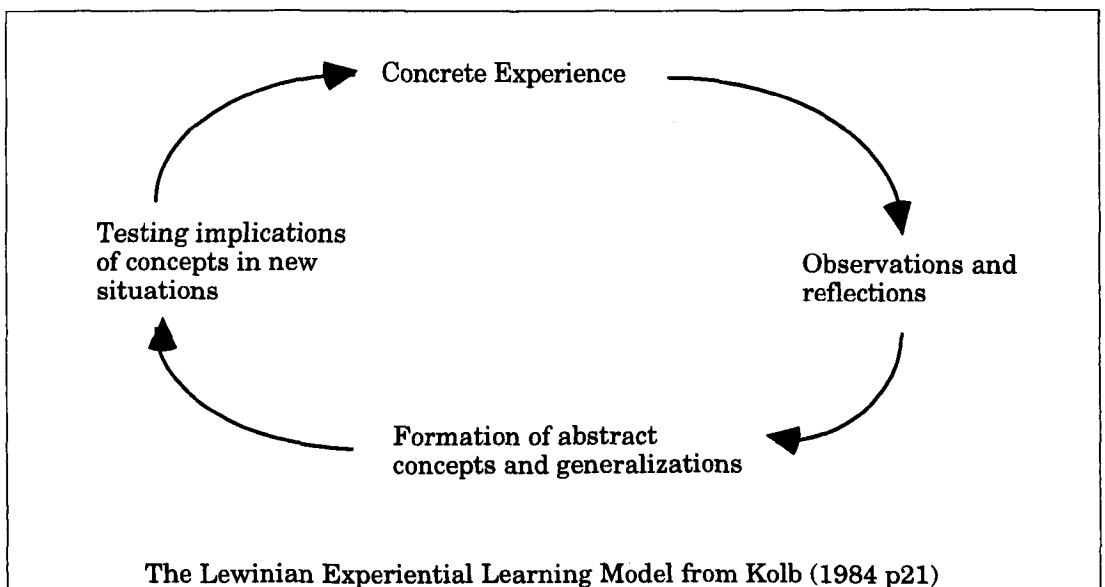 Concrete Experience
Testing implications
of concepts in new
situations
Observations and
reflections
Formation of abstract
concepts and generalizations
The Lewinian Experiential Learning Model from Kolb (1984 p21)